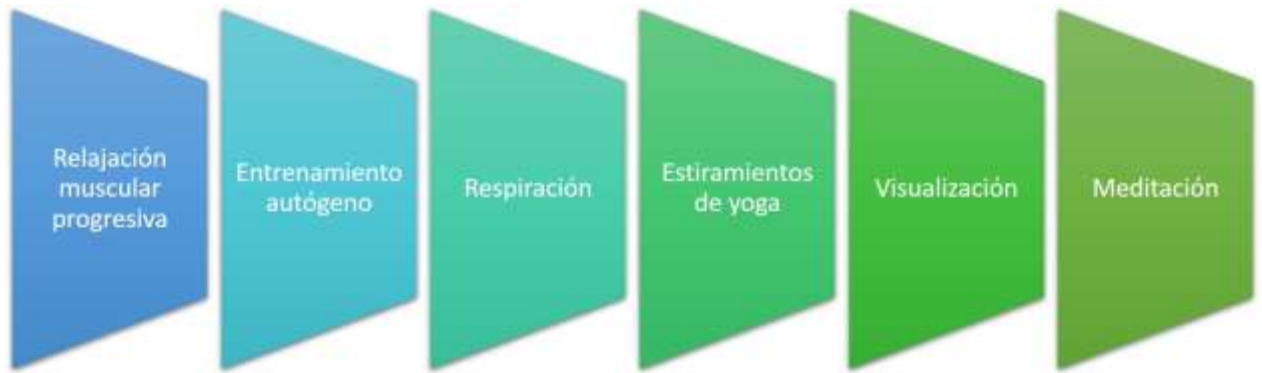 Relajación
muscular
progresiva
Entrenamiento
autógeno
Respiración
Estiramientos
de yoga
Visualización
Meditación